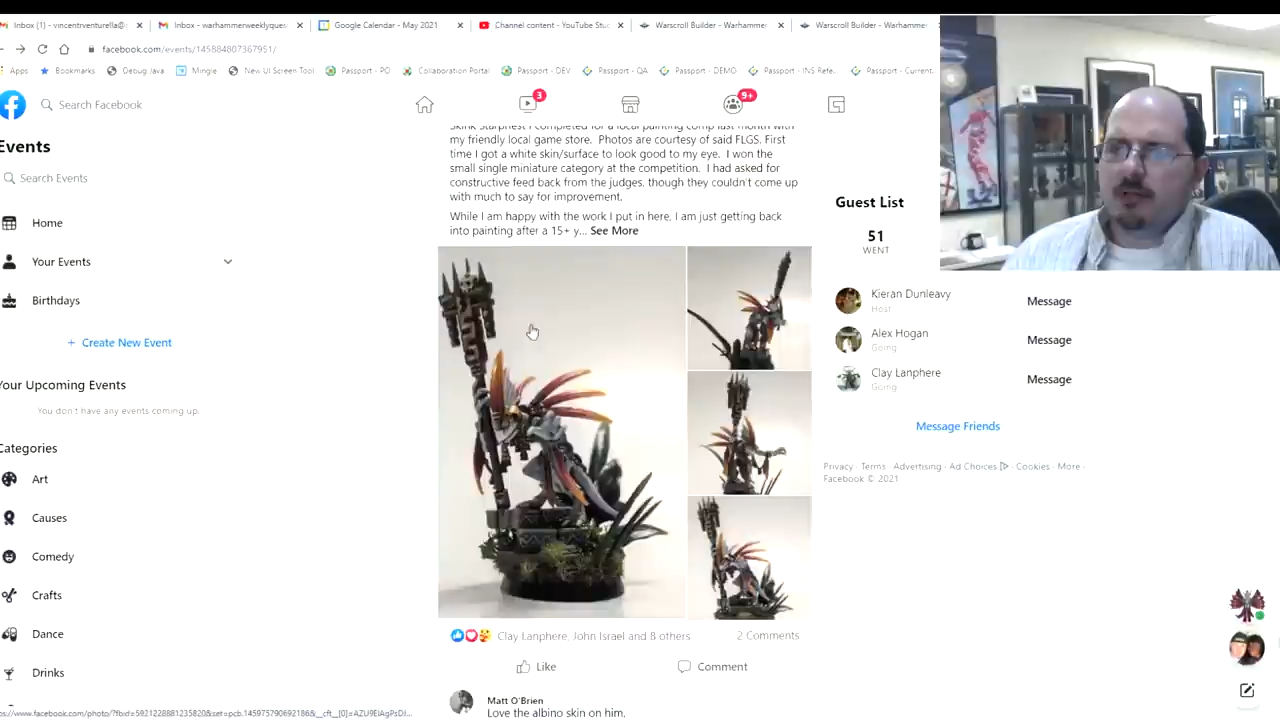 Inbox (1) - vincentrventurella@
Inbox - warhammerweeklyques
Google Calendar - May 2021
Channel content - YouTube Stu
Warscroll Builder - Warhammer
Warscroll Builder - Warhammer
facebook.com/events/145884807367951/
Apps
Bookmarks
Debug Java
Mingle
New UI Screen Tool
Passport - PO
Collaboration Portal
Passport - DEV
Passport - QA
Passport - DEMO
Passport - INS Refe..
Passport - Current.
Search Facebook
3
9+
Events
Search Events
Home
Your Events
Birthdays
+ Create New Event
Your Upcoming Events
You don't have any events coming up.
Categories
Art
Causes
Comedy
Crafts
Dance
Drinks
Skink Starpriest I completed for a local painting comp last month with
my friendly local game store. Photos are courtesy of said FLGS. First
time I got a white skin/surface to look good to my eye. I won the
small single miniature category at the competition. I had asked for
constructive feed back from the judges, though they couldn't come up
with much to say for improvement.
While I am happy with the work I put in here, I am just getting back
into painting after a 15+ y... See More
Clay Lanphere, John Israel and 8 others
2 Comments
Like
Comment
Matt O'Brien
Love the albino skin on him.
Guest List
51
WENT
Kieran Dunleavy
Host
Message
Alex Hogan
Going
Message
Clay Lanphere
Going
Message
Message Friends
Privacy · Terms · Advertising · Ad Choices · Cookies · More ·
Facebook © 2021